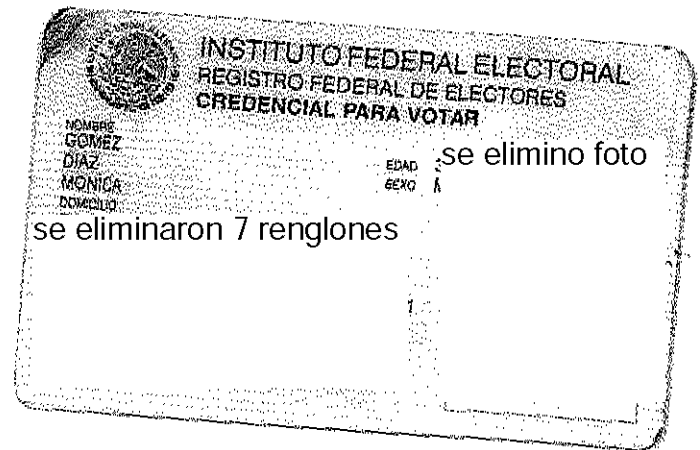 INSTITUTO FEDERAL ELECTORAL
REGISTRO FEDERAL DE ELECTORES
CREDENCIAL PARA VOTAR
NOMBRE
GOMEZ
DIAZ
MONICA
DOMICILIO
EDAD
SEXO
se elimino foto
se eliminaron 7 renglones
1